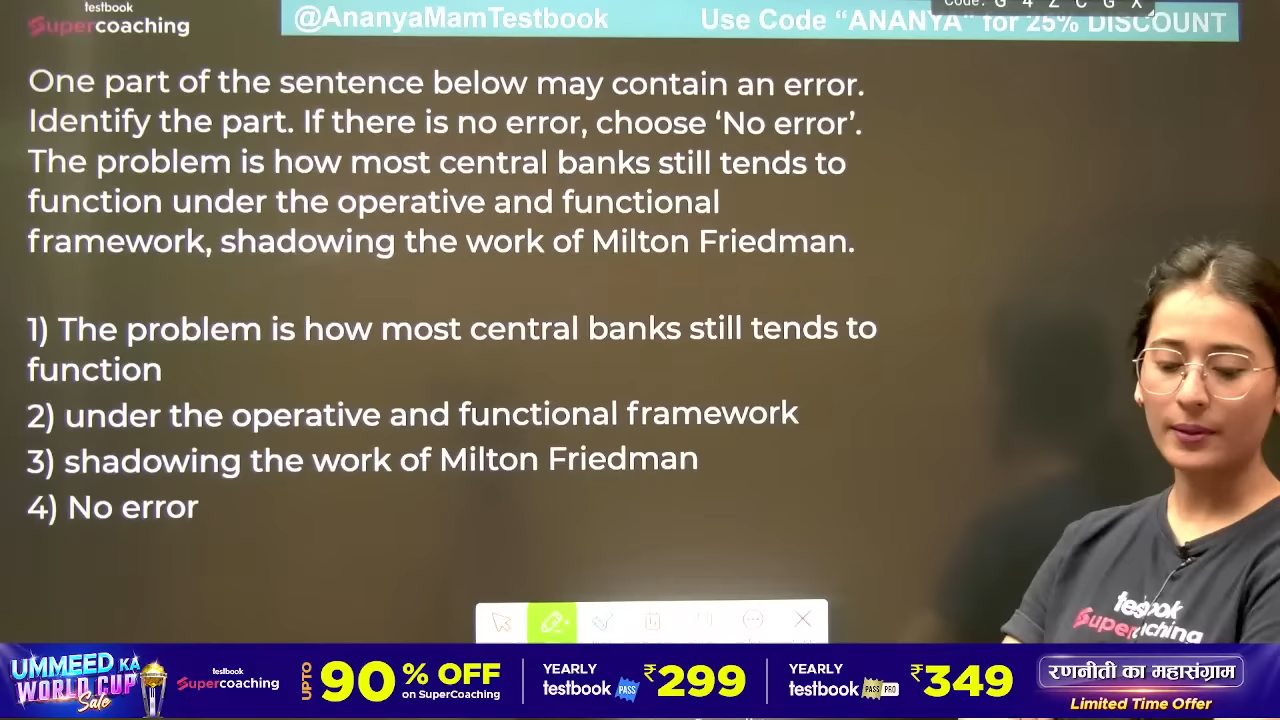 testbook
Supercoaching
@AnanyaMamTestbook
Use Code “ANANYA” for 25% DISCOUNT
Code: G 4 Z C G X
One part of the sentence below may contain an error.
Identify the part. If there is no error, choose ‘No error’.
The problem is how most central banks still tends to
function under the operative and functional
framework, shadowing the work of Milton Friedman.
1) The problem is how most central banks still tends to
function
2) under the operative and functional framework
3) shadowing the work of Milton Friedman
4) No error
testbook
Supercoaching
UMMEED KA
WORLD CUP
Sale
testbook
Supercoaching
UPTO
90% OFF
on SuperCoaching
YEARLY
testbook PASS
₹299
YEARLY
testbook PASS PRO
₹349
रणनीती का महासंग्राम
Limited Time Offer